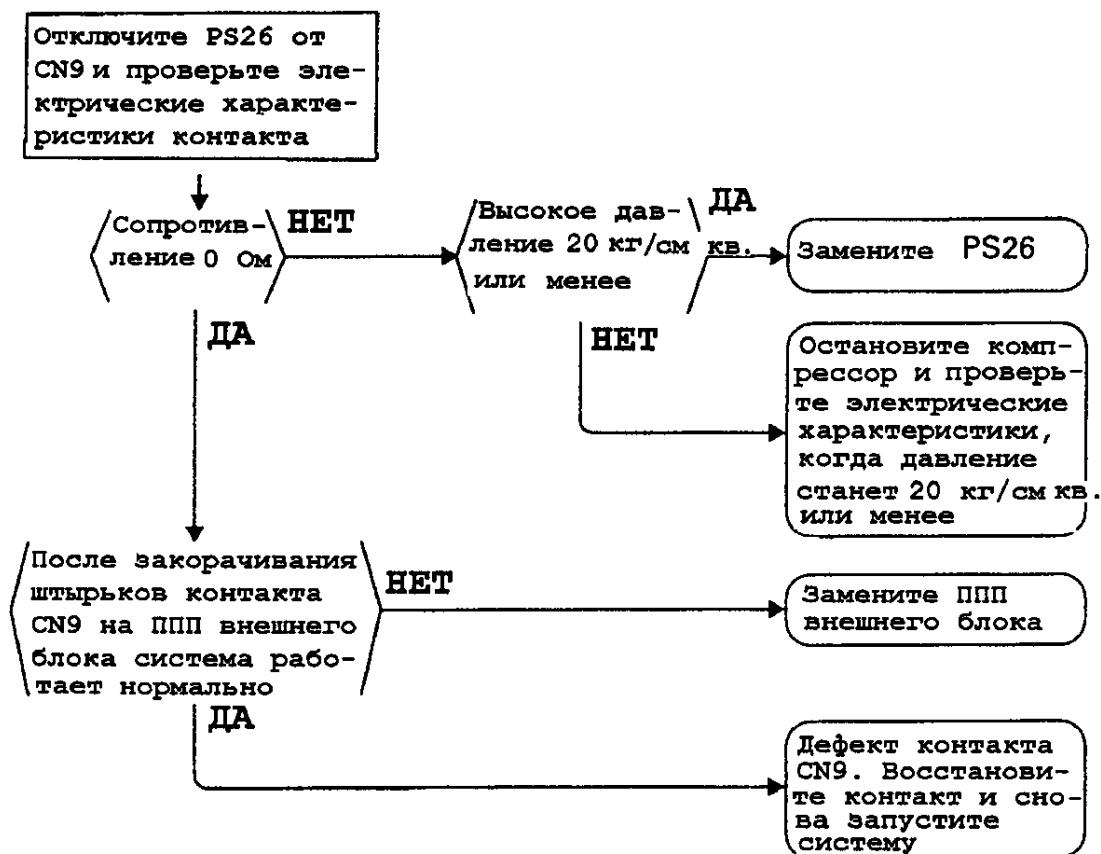 Отключите PS26 от
CN9 и проверьте эле-
ктрические характе-
ристики контакта
Сопротив-
ление 0 Ом
НЕТ
Высокое дав-
ление 20 кг/см кв.
или менее
ДА
Замените PS26
ДА
НЕТ
Остановите комп-
рессор и проверь-
те электрические
характеристики,
когда давление
станет 20 кг/см кв.
или менее
После закорачивания
штырьков контакта
CN9 на ППП внешнего
блока система рабо-
тает нормально
НЕТ
Замените ППП
внешнего блока
ДА
Дефект контакта
CN9. Восстанови-
те контакт и сно-
ва запустите
систему